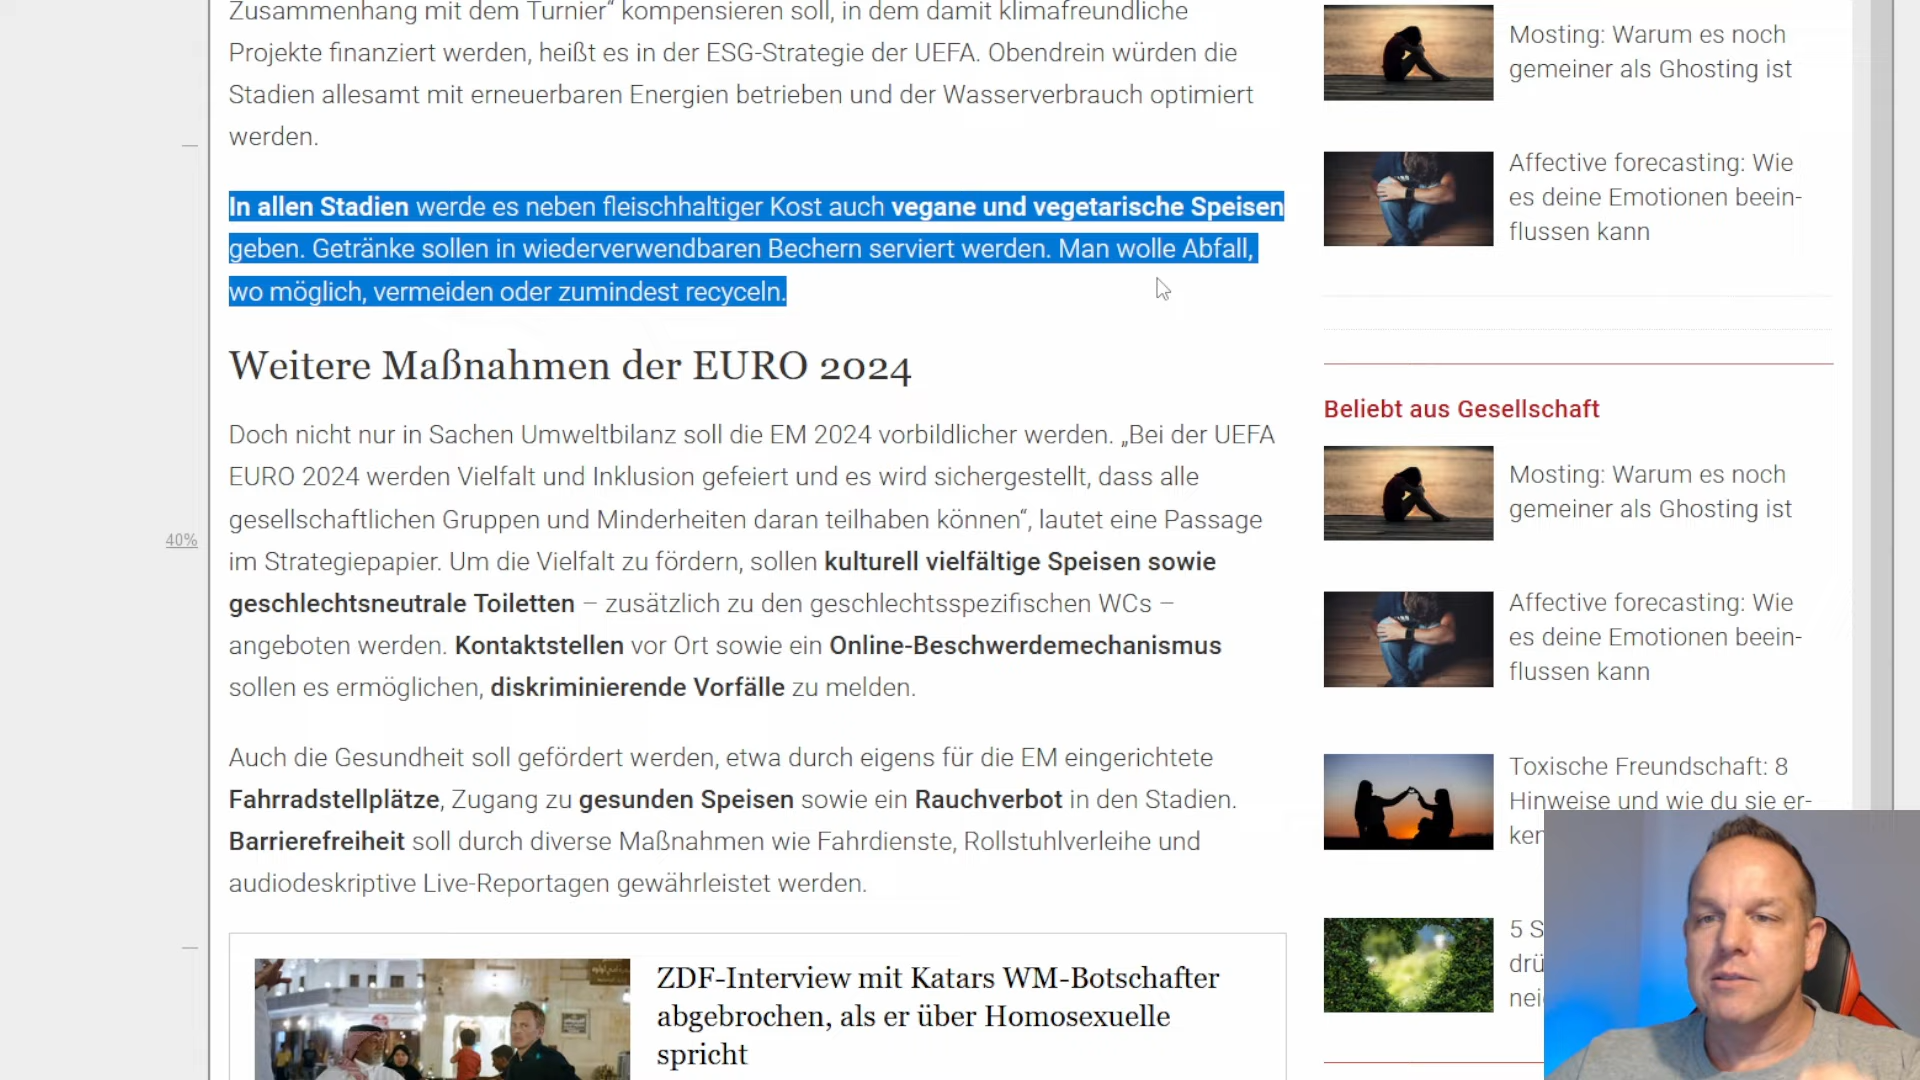 Zusammenhang mit dem Turnier“ kompensieren soll, in dem damit klimafreundliche
Projekte finanziert werden, heißt es in der ESG-Strategie der UEFA. Obendrein würden die
Stadien allesamt mit erneuerbaren Energien betrieben und der Wasserverbrauch optimiert
werden.
In allen Stadien werde es neben fleischhaltiger Kost auch vegane und vegetarische Speisen
geben. Getränke sollen in wiederverwendbaren Bechern serviert werden. Man wolle Abfall,
wo möglich, vermeiden oder zumindest recyceln.
Weitere Maßnahmen der EURO 2024
Doch nicht nur in Sachen Umweltbilanz soll die EM 2024 vorbildlicher werden. „Bei der UEFA
EURO 2024 werden Vielfalt und Inklusion gefeiert und es wird sichergestellt, dass alle
gesellschaftlichen Gruppen und Minderheiten daran teilhaben können“, lautet eine Passage
40%
im Strategiepapier. Um die Vielfalt zu fördern, sollen kulturell vielfältige Speisen sowie
geschlechtsneutrale Toiletten – zusätzlich zu den geschlechtsspezifischen WCs –
angeboten werden. Kontaktstellen vor Ort sowie ein Online-Beschwerdemechanismus
sollen es ermöglichen, diskriminierende Vorfälle zu melden.
Auch die Gesundheit soll gefördert werden, etwa durch eigens für die EM eingerichtete
Fahrradstellplätze, Zugang zu gesunden Speisen sowie ein Rauchverbot in den Stadien.
Barrierefreiheit soll durch diverse Maßnahmen wie Fahrdienste, Rollstuhlverleihe und
audiodeskriptive Live-Reportagen gewährleistet werden.
ZDF-Interview mit Katars WM-Botschafter
abgebrochen, als er über Homosexuelle
spricht
Mosting: Warum es noch
gemeiner als Ghosting ist
Affective forecasting: Wie
es deine Emotionen beein-
flussen kann
Beliebt aus Gesellschaft
Mosting: Warum es noch
gemeiner als Ghosting ist
Affective forecasting: Wie
es deine Emotionen beein-
flussen kann
Toxische Freundschaft: 8
Hinweise und wie du sie er-
ken
5 S
drü
nei